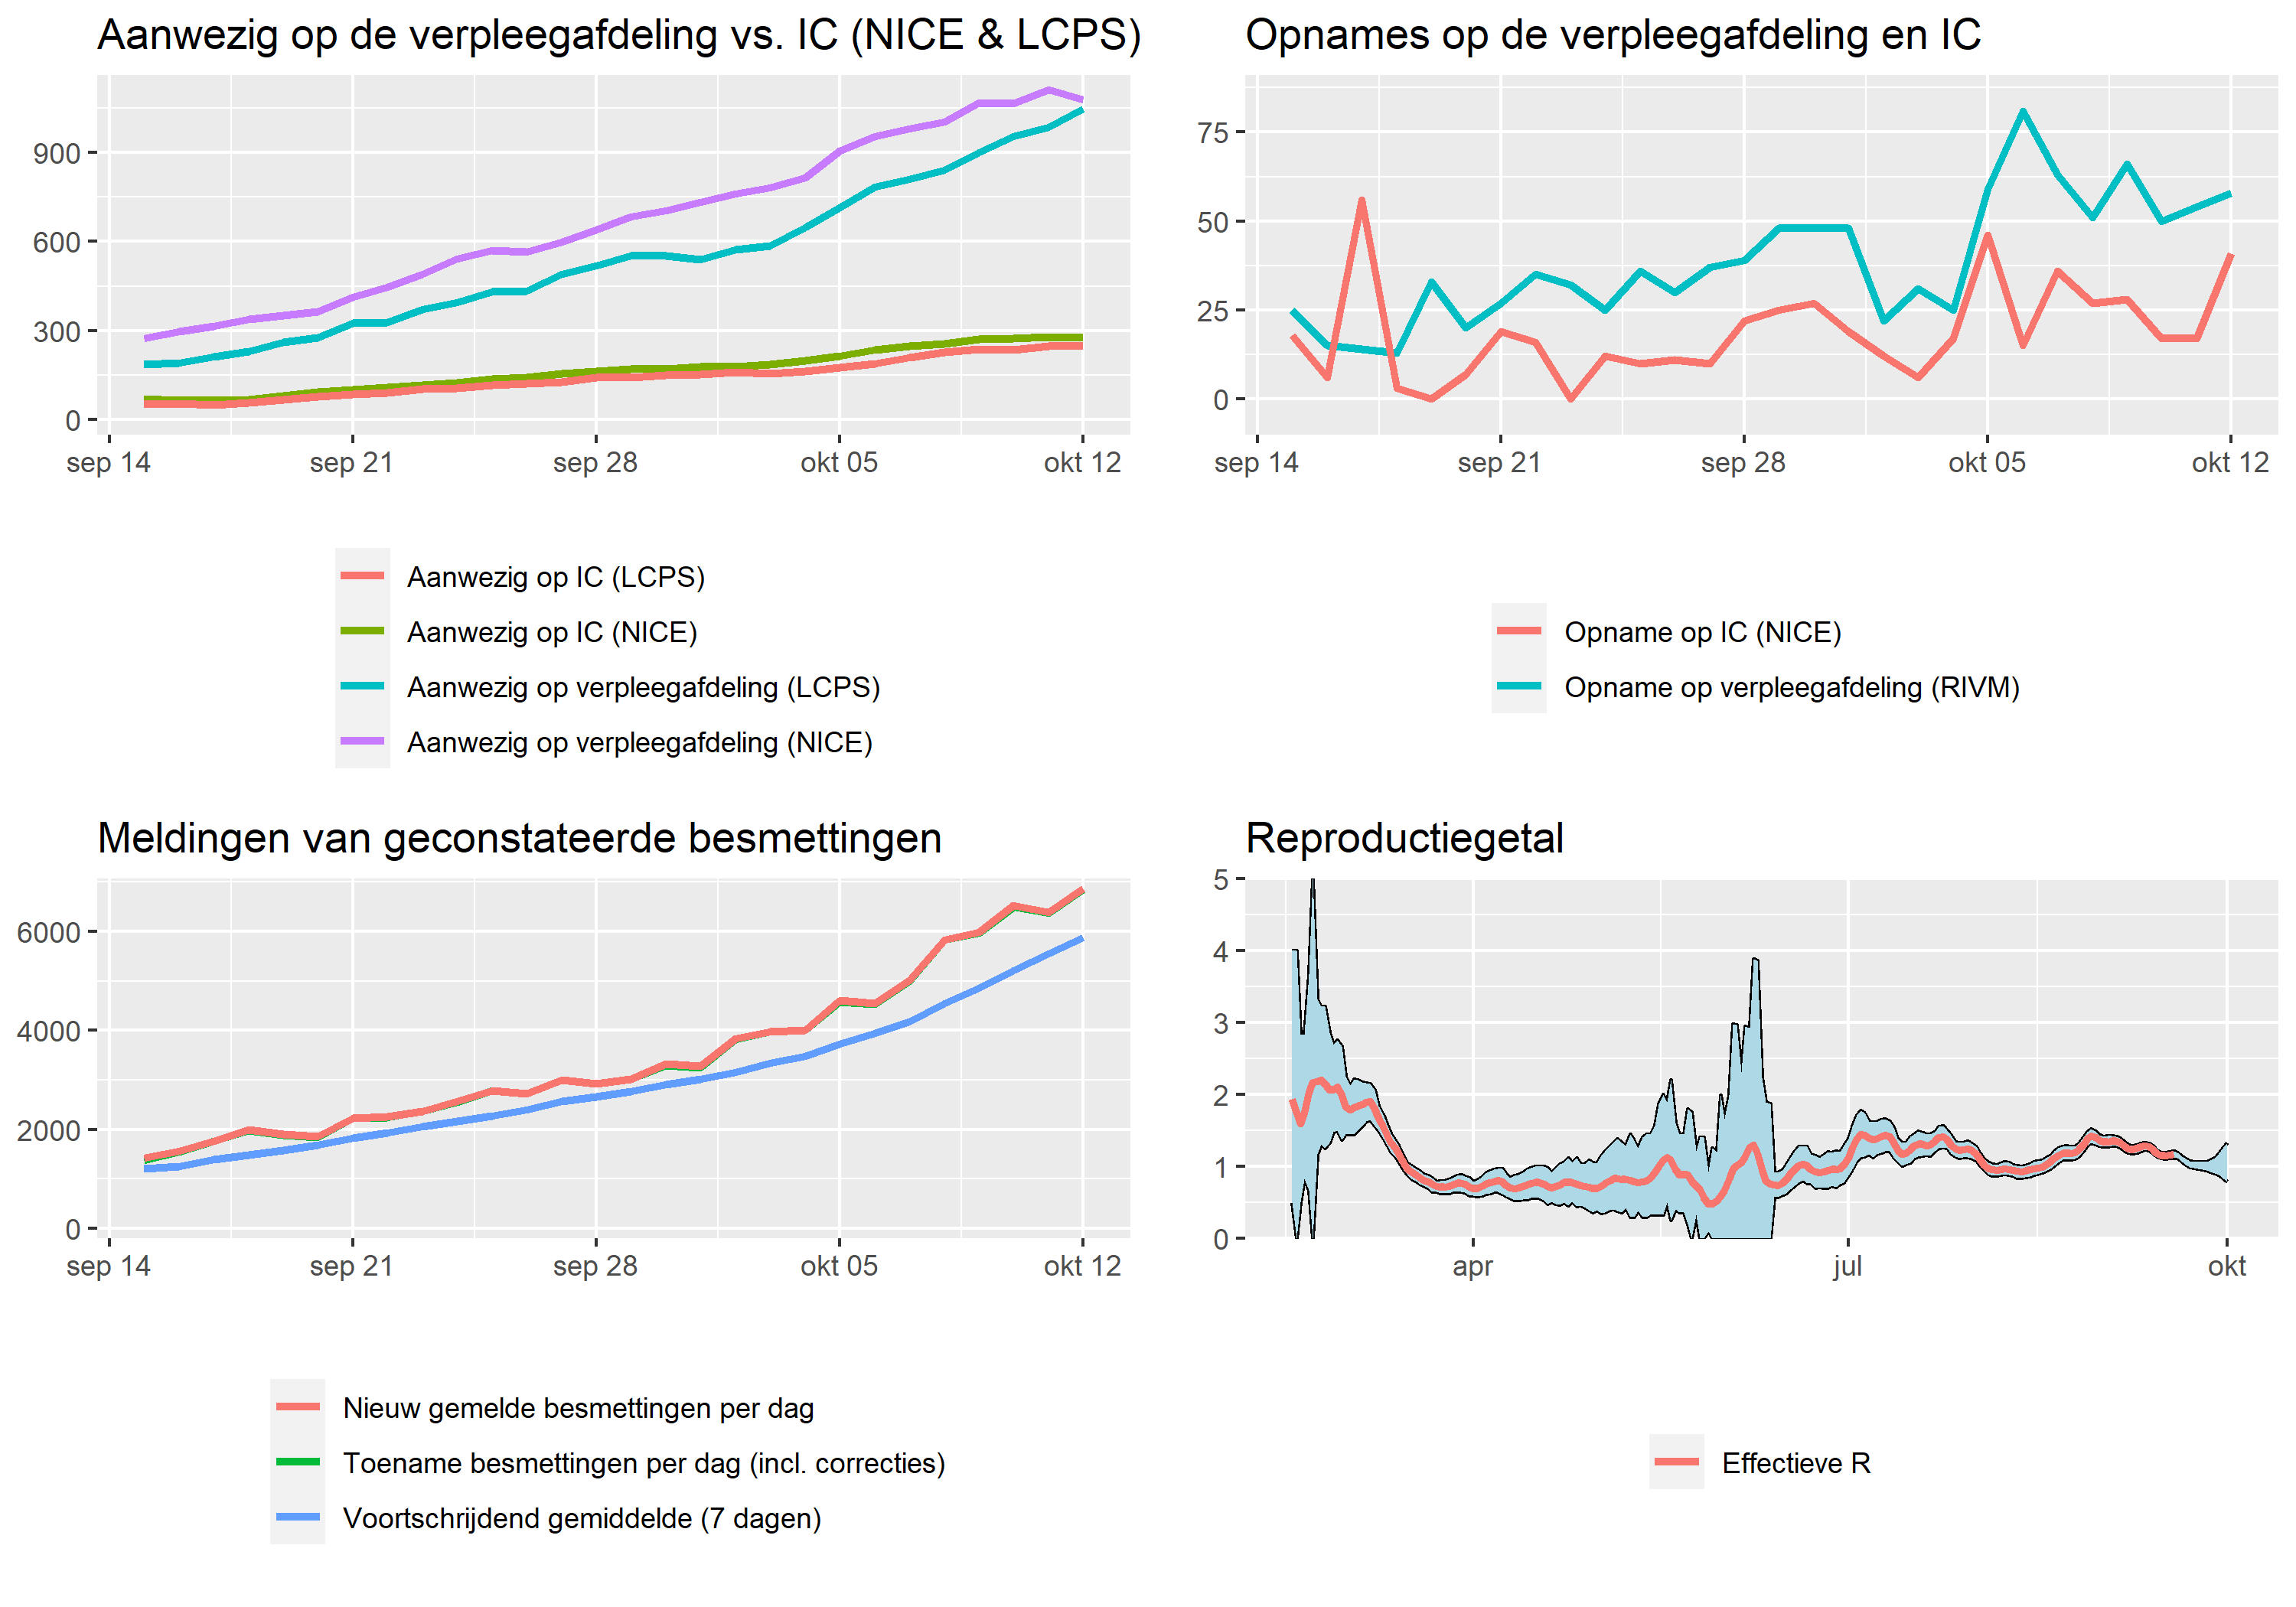 Aanwezig op de verpleegafdeling vs. IC (NICE & LCPS)
900
600
300
0
sep 14
sep 21
sep 28
okt 05
okt 12
Aanwezig op IC (LCPS)
Aanwezig op IC (NICE)
Aanwezig op verpleegafdeling (LCPS)
Aanwezig op verpleegafdeling (NICE)
Opnames op de verpleegafdeling en IC
75
50
25
0
sep 14
sep 21
sep 28
okt 05
okt 12
Opname op IC (NICE)
Opname op verpleegafdeling (RIVM)
Meldingen van geconstateerde besmettingen
6000
4000
2000
0
sep 14
sep 21
sep 28
okt 05
okt 12
Nieuw gemelde besmettingen per dag
Toename besmettingen per dag (incl. correcties)
Voortschrijdend gemiddelde (7 dagen)
Reproductiegetal
5
4
3
2
1
0
apr
jul
okt
Effectieve R